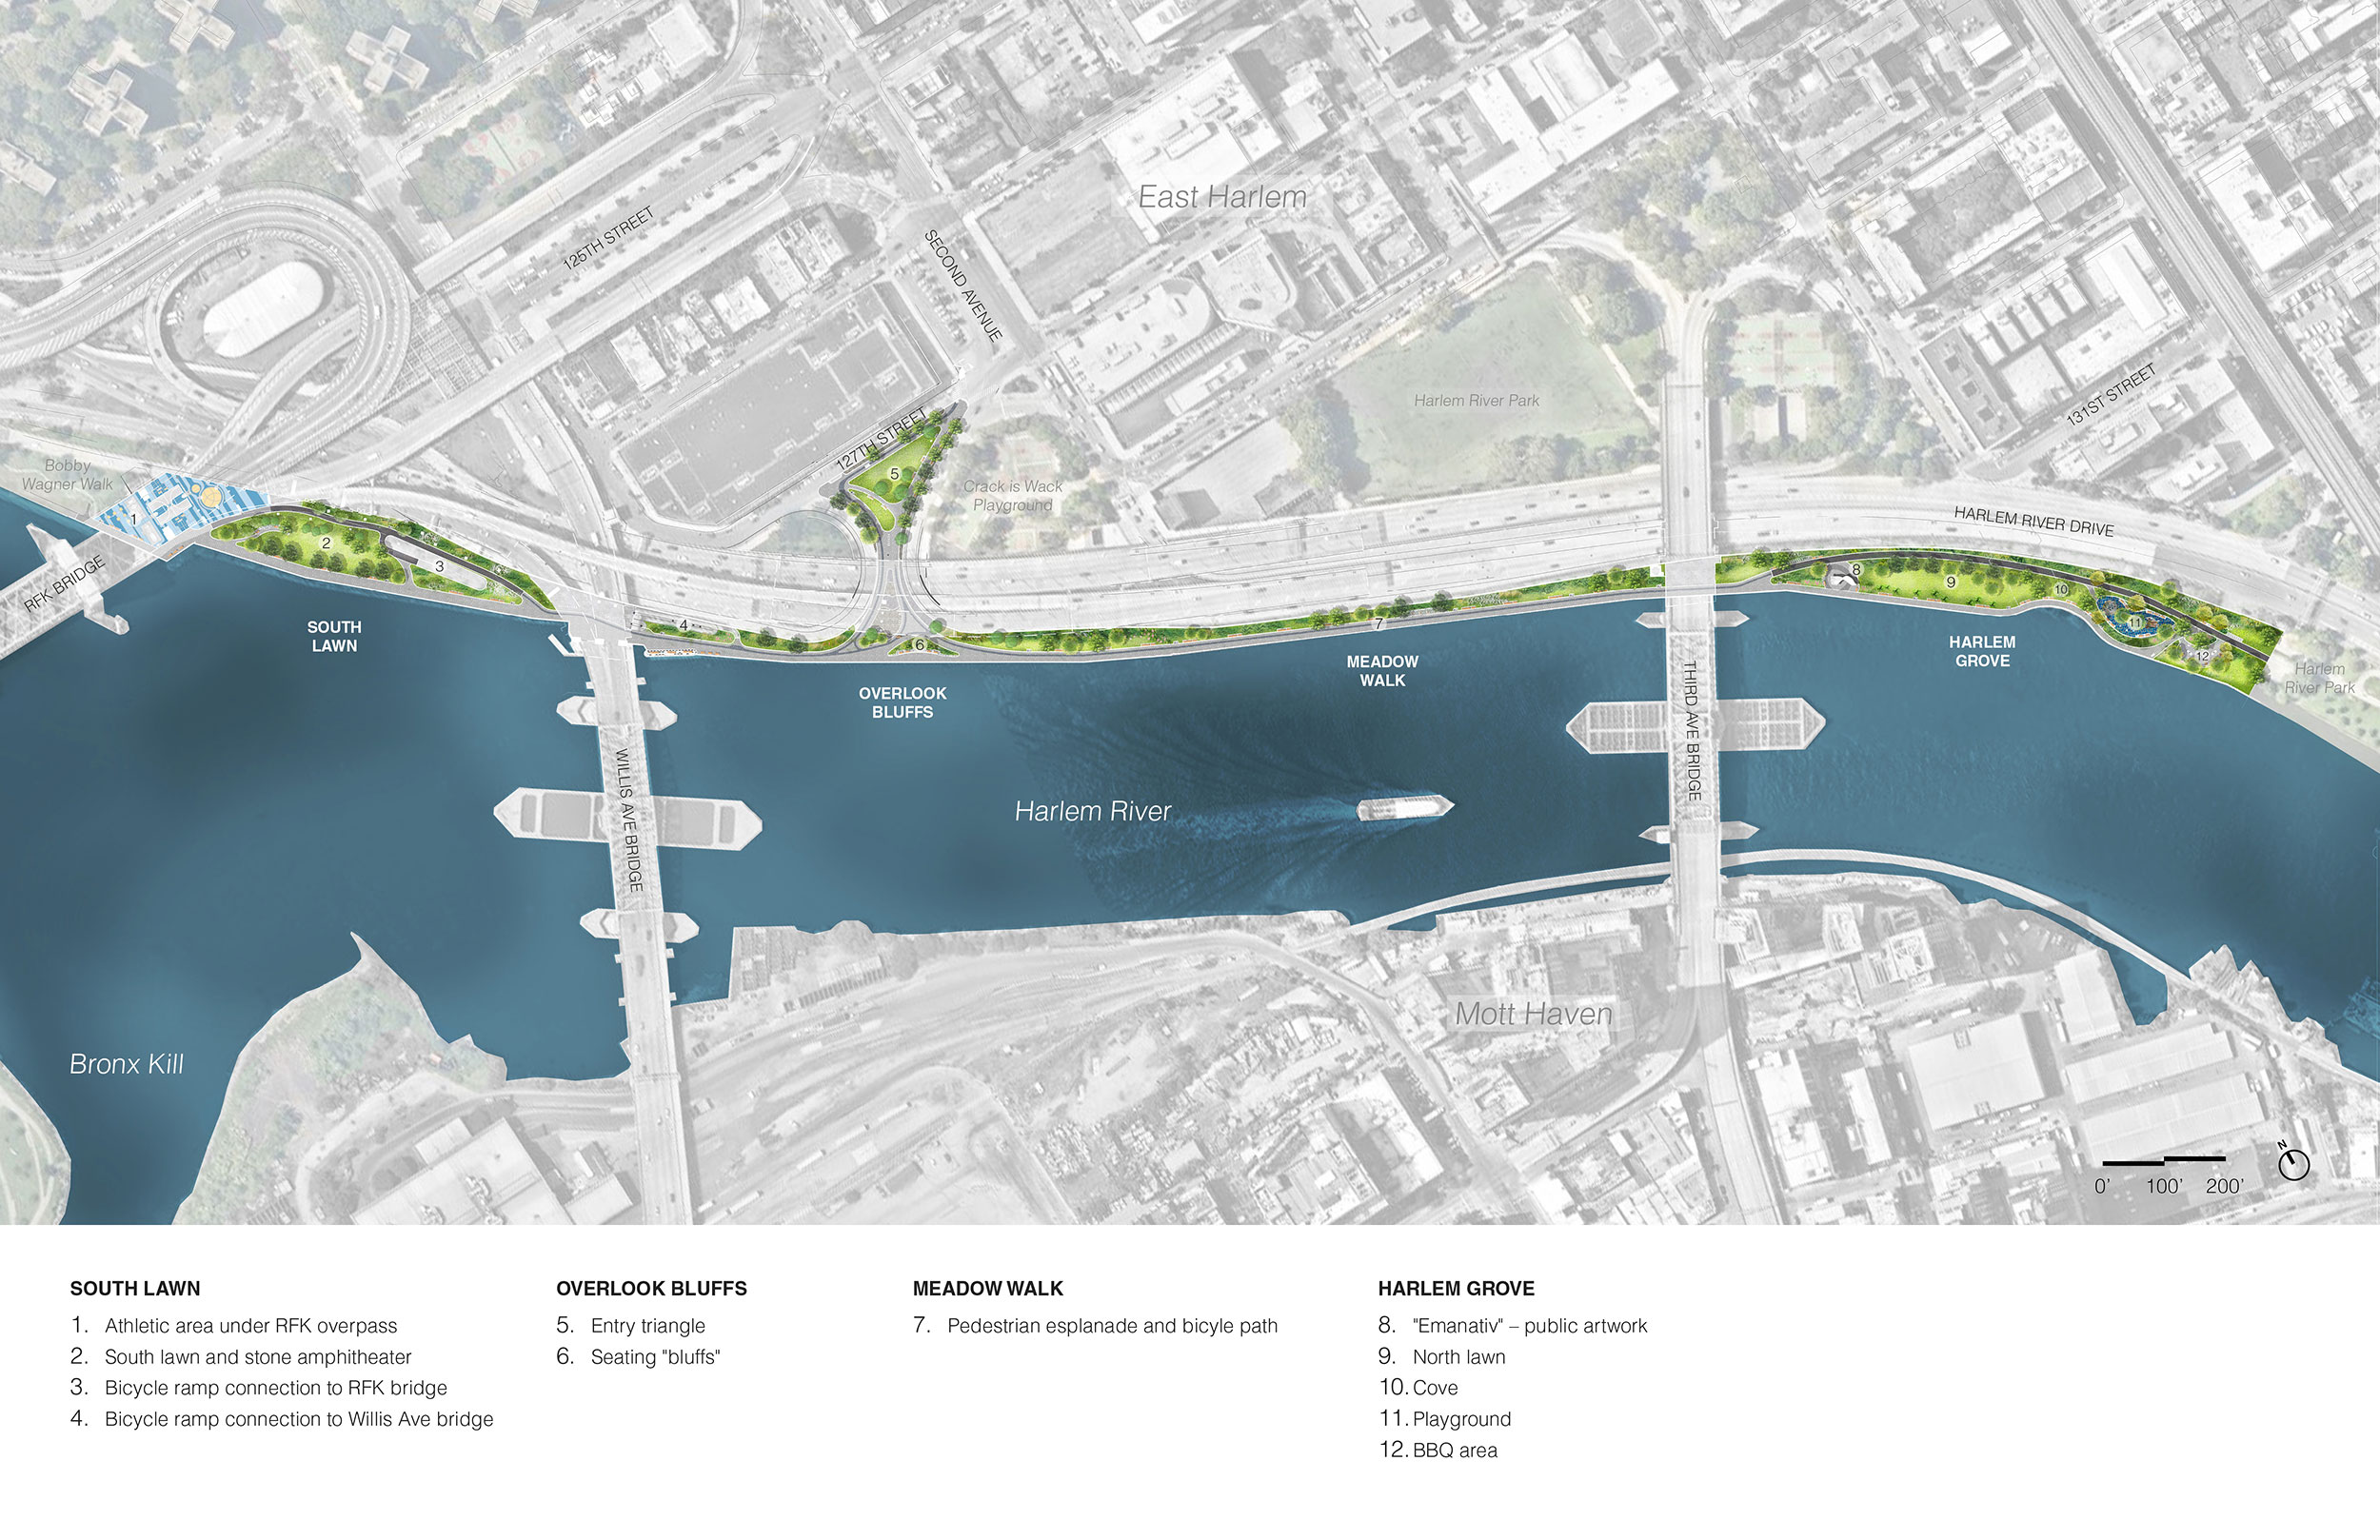 East Harlem
125TH STREET
SECOND AVENUE
127TH STREET
131ST STREET
Harlem River Park
Bobby
Wagner Walk
Crack is Wack
Playground
HARLEM RIVER DRIVE
RFK BRIDGE
1
2
3
4
5
6
7
8
9
10
11
12
SOUTH
LAWN
OVERLOOK
BLUFFS
MEADOW
WALK
HARLEM
GROVE
Harlem
River Park
WILLIS AVE BRIDGE
THIRD AVE BRIDGE
Harlem River
Mott Haven
Bronx Kill
N
0' 100' 200'
SOUTH LAWN
1. Athletic area under RFK overpass
2. South lawn and stone amphitheater
3. Bicycle ramp connection to RFK bridge
4. Bicycle ramp connection to Willis Ave bridge
OVERLOOK BLUFFS
5. Entry triangle
6. Seating "bluffs"
MEADOW WALK
7. Pedestrian esplanade and bicyle path
HARLEM GROVE
8. "Emanativ" – public artwork
9. North lawn
10. Cove
11. Playground
12. BBQ area